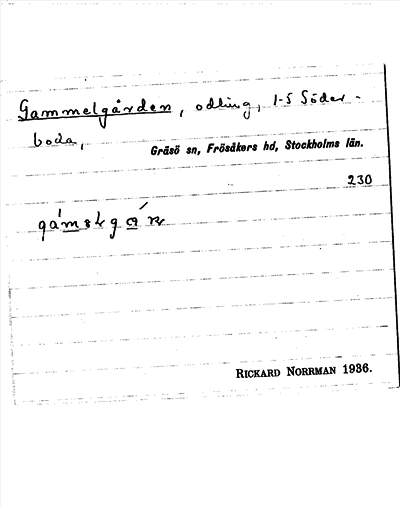 Gammelgården, odling, 1-5 Söder-
boda,
Gräsö sn, Frösåkers hd, Stockholms län.
230
RICKARD NORRMAN 1936.